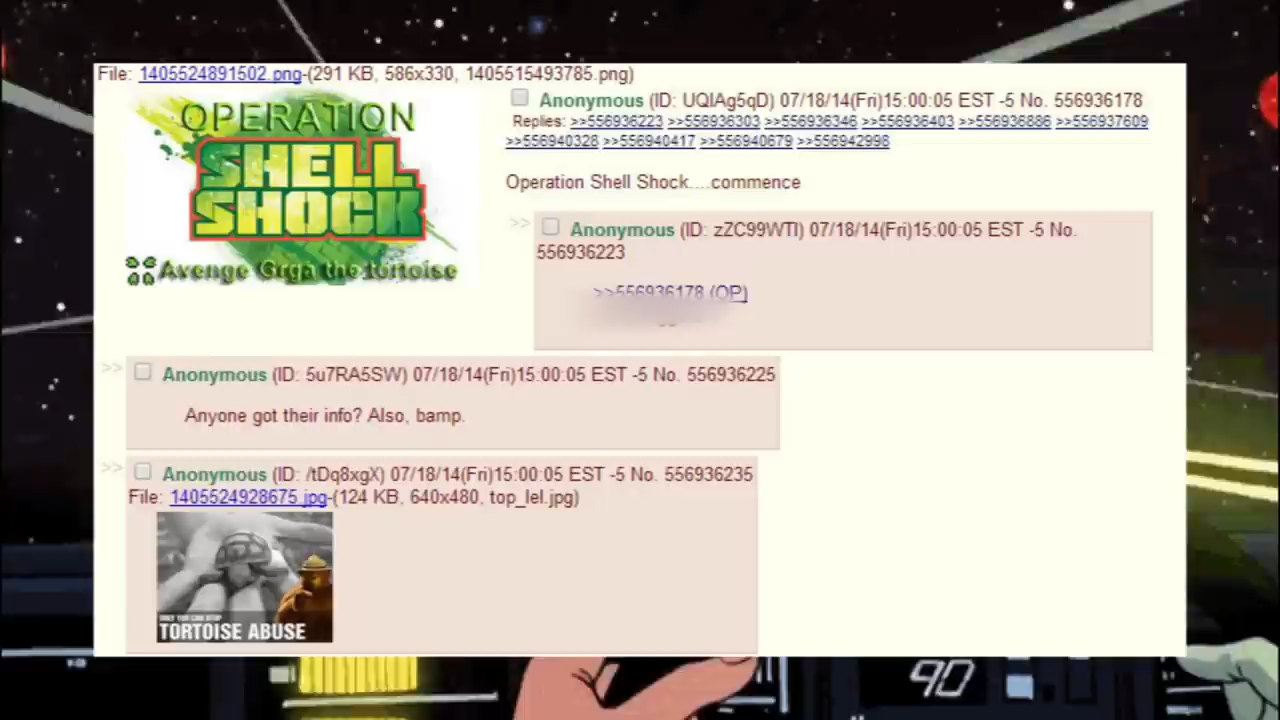 File: 1405524891502.png-(291 KB, 586x330, 1405515493785.png)
OPERATION
SHELL
SHOCK
Avenge Grga the tortoise
Anonymous (ID: UQIAg5qD) 07/18/14(Fri)15:00:05 EST -5 No. 556936178
Replies: >>556936223 >>556936303 >>556936346 >>556936403 >>556936886 >>556937609
>>556940328 >>556940417 >>556940679 >>556942998
Operation Shell Shock....commence
>> Anonymous (ID: zZC99WTI) 07/18/14(Fri)15:00:05 EST -5 No.
556936223
>>556936178 (OP)
>> Anonymous (ID: 5u7RA5SW) 07/18/14(Fri)15:00:05 EST -5 No. 556936225
Anyone got their info? Also, bamp.
>> Anonymous (ID: /tDq8xgX) 07/18/14(Fri)15:00:05 EST -5 No. 556936235
File: 1405524928675.jpg-(124 KB, 640x480, top_lel.jpg)
ONLY YOU CAN STOP
TORTOISE ABUSE
90